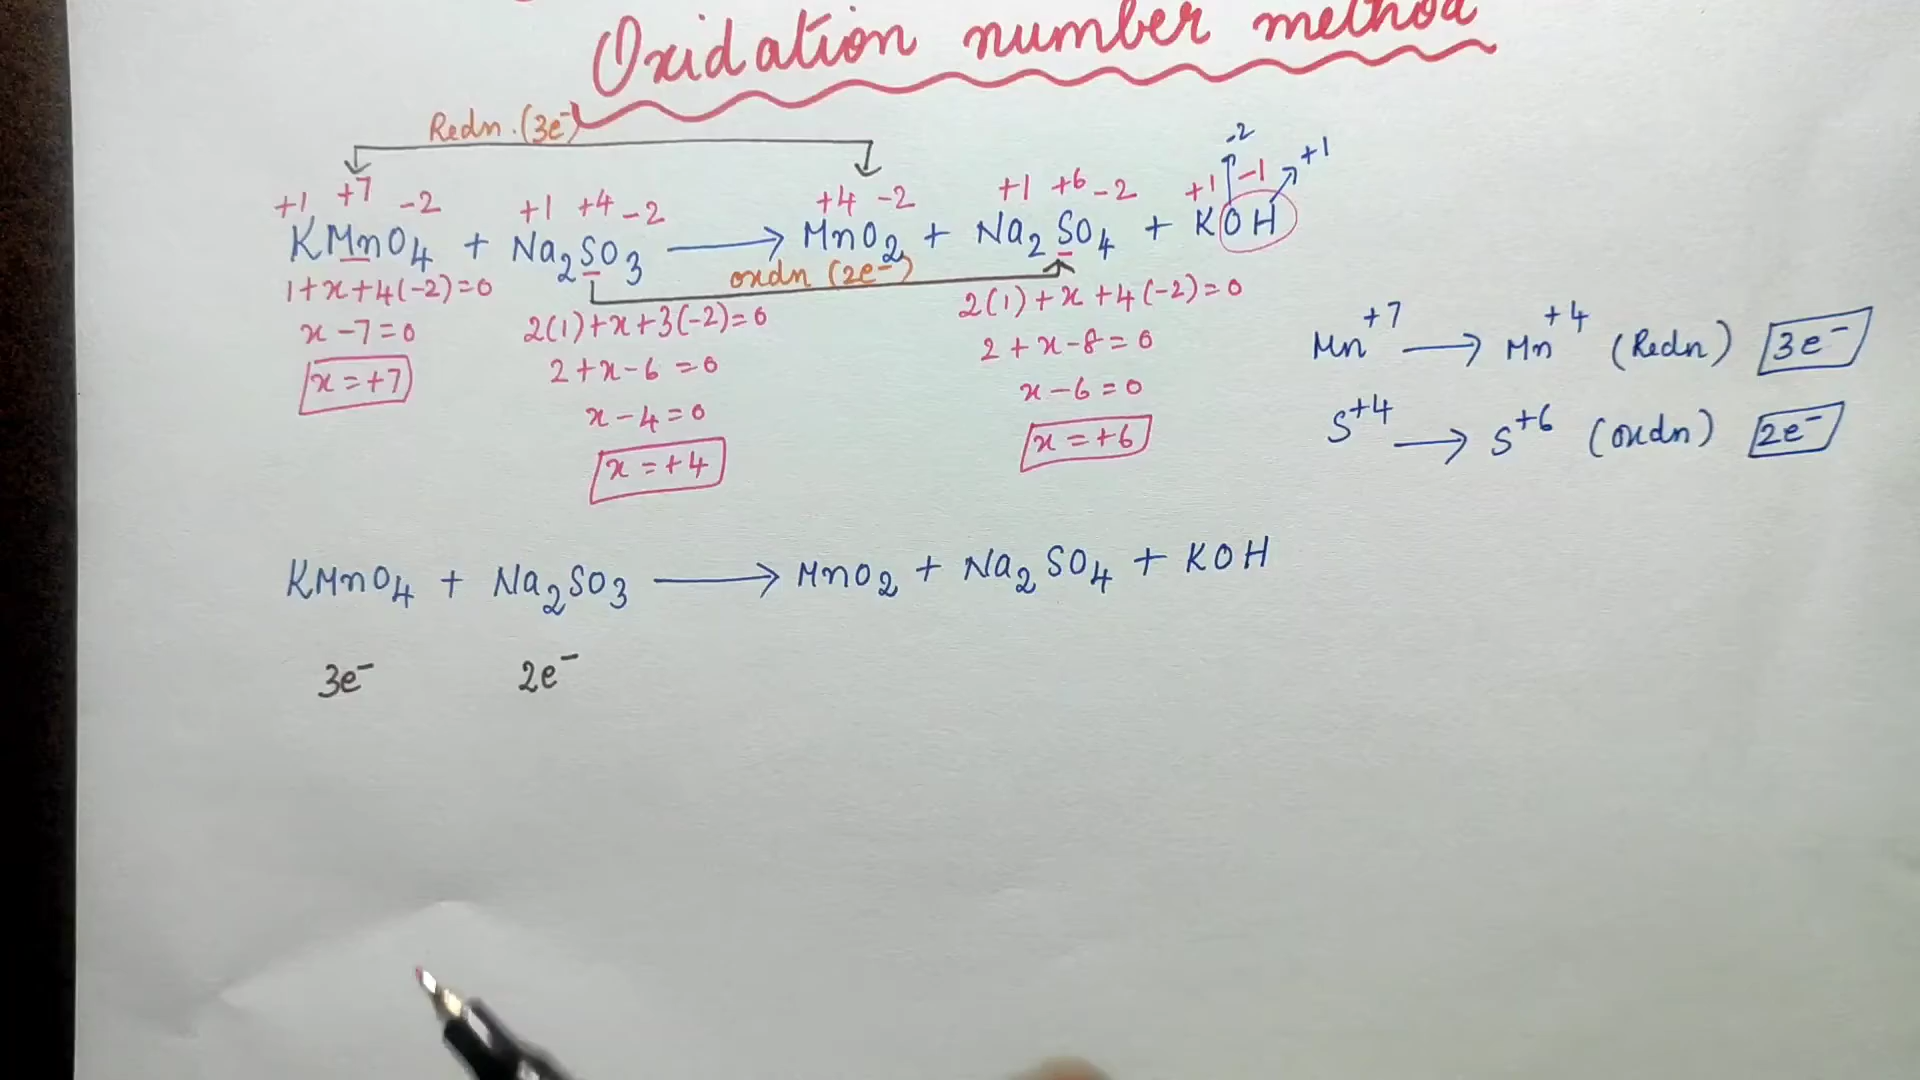 Oxidation number method
Redn. (3e⁻)
-2
+1 +7 -2 +1 +4 -2 +4 -2 +1 +6 -2 +1 -1 +1
KMnO₄ + Na₂SO₃ ⟶ MnO₂ + Na₂SO₄ + KOH
oxdn (2e⁻)
1+x+4(-2)=0
x-7=0
x=+7
2(1)+x+3(-2)=0
2+x-6=0
x-4=0
x=+4
2(1)+x+4(-2)=0
2+x-8=0
x-6=0
x=+6
Mn⁺⁷ ⟶ Mn⁺⁴ (Redn) 3e⁻
S⁺⁴ ⟶ S⁺⁶ (oxdn) 2e⁻
KMnO₄ + Na₂SO₃ ⟶ MnO₂ + Na₂SO₄ + KOH
3e⁻ 2e⁻